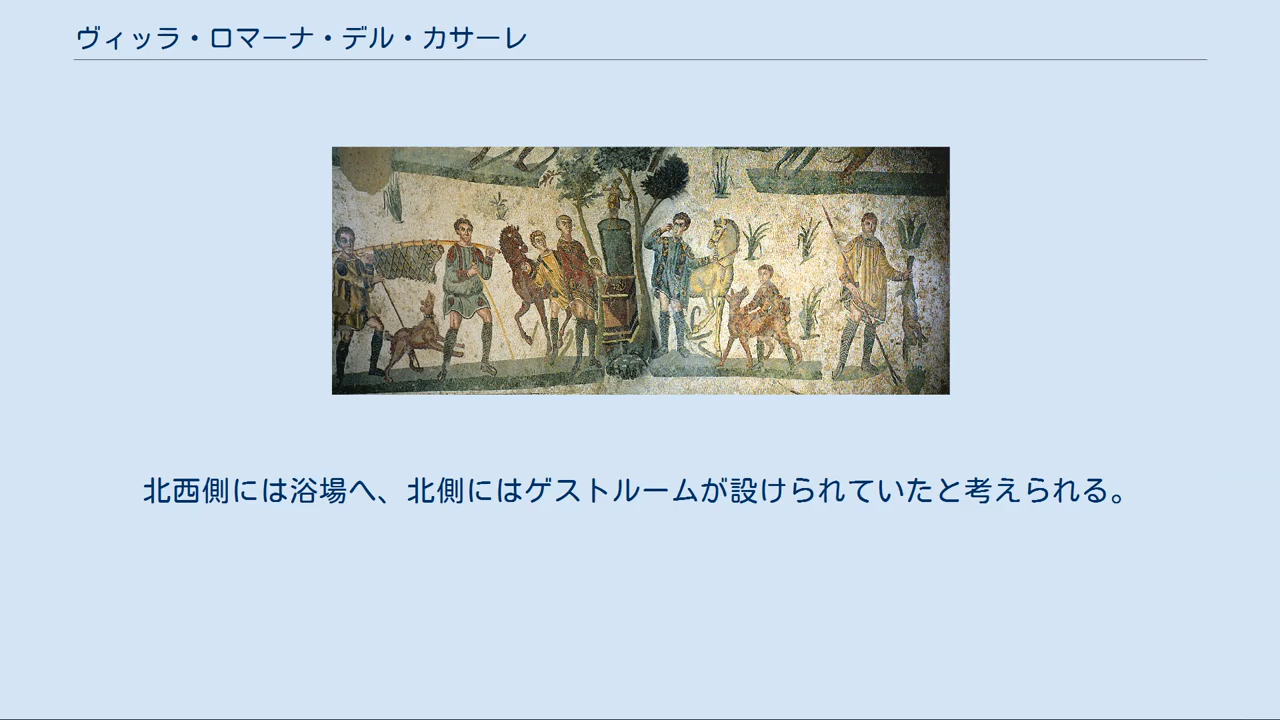 ヴィッラ・ロマーナ・デル・カサーレ
北西側には浴場へ、北側にはゲストルームが設けられていたと考えられる。